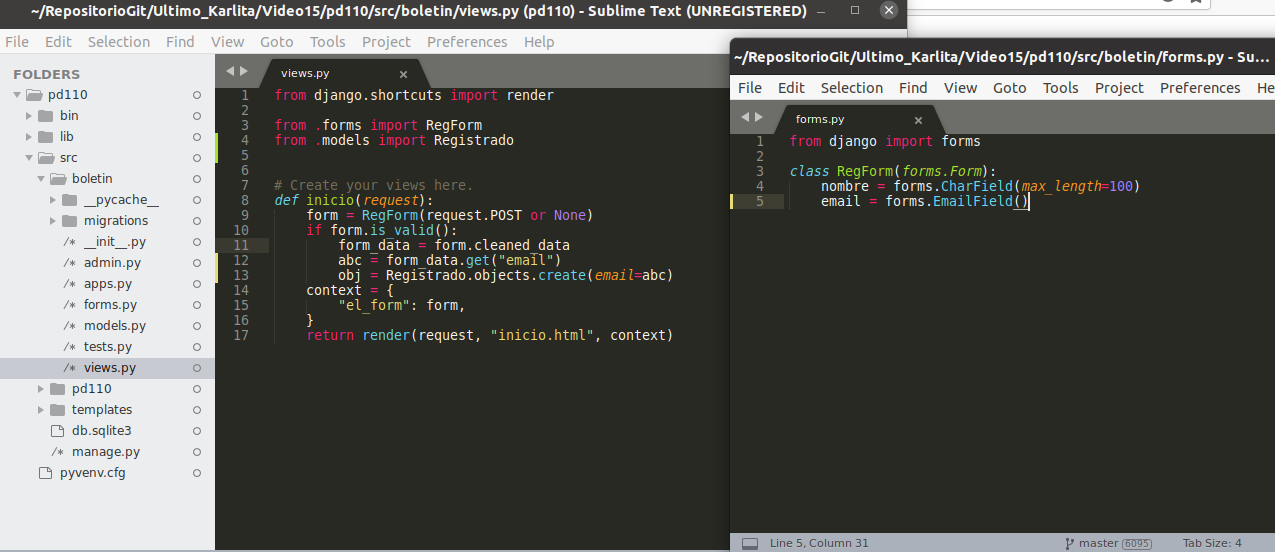 ~/RepositorioGit/Ultimo_Karlita/Video15/pd110/src/boletin/views.py (pd110) - Sublime Text (UNREGISTERED)
File Edit Selection Find View Goto Tools Project Preferences Help
FOLDERS
pd110
bin
lib
src
boletin
__pycache__
migrations
/* __init__.py
/* admin.py
/* apps.py
/* forms.py
/* models.py
/* tests.py
/* views.py
pd110
templates
db.sqlite3
/* manage.py
pyvenv.cfg
views.py ×
1 from django.shortcuts import render
2
3 from .forms import RegForm
4 from .models import Registrado
5
6
7 # Create your views here.
8 def inicio(request):
9     form = RegForm(request.POST or None)
10     if form.is_valid():
11         form_data = form.cleaned_data
12         abc = form_data.get("email")
13         obj = Registrado.objects.create(email=abc)
14     context = {
15         "el_form": form,
16     }
17     return render(request, "inicio.html", context)
~/RepositorioGit/Ultimo_Karlita/Video15/pd110/src/boletin/forms.py - Su...
File Edit Selection Find View Goto Tools Project Preferences He
forms.py ×
1 from django import forms
2
3 class RegForm(forms.Form):
4     nombre = forms.CharField(max_length=100)
5     email = forms.EmailField()
Line 5, Column 31
master 6095
Tab Size: 4